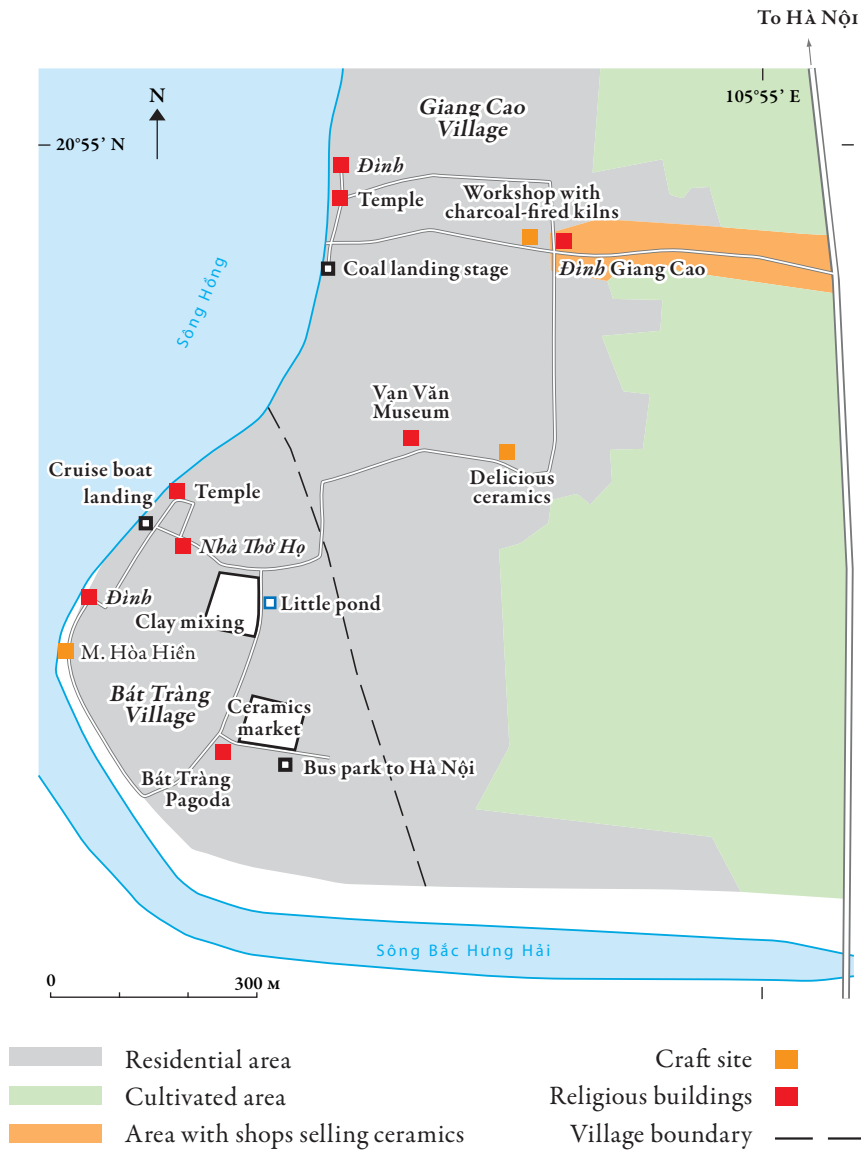 To Hà Nội
N
105°55’ E
20°55’ N
Giang Cao
Village
Đình
Temple
Workshop with
charcoal-fired kilns
Đình Giang Cao
Coal landing stage
Sông Hồng
Vạn Vân
Museum
Delicious
ceramics
Cruise boat
landing
Temple
Nhà Thờ Họ
Đình
Clay mixing
Little pond
M. Hòa Hiền
Bát Tràng
Village
Ceramics
market
Bát Tràng
Pagoda
Bus park to Hà Nội
Sông Bắc Hưng Hải
0
300 M
Residential area
Cultivated area
Area with shops selling ceramics
Craft site
Religious buildings
Village boundary